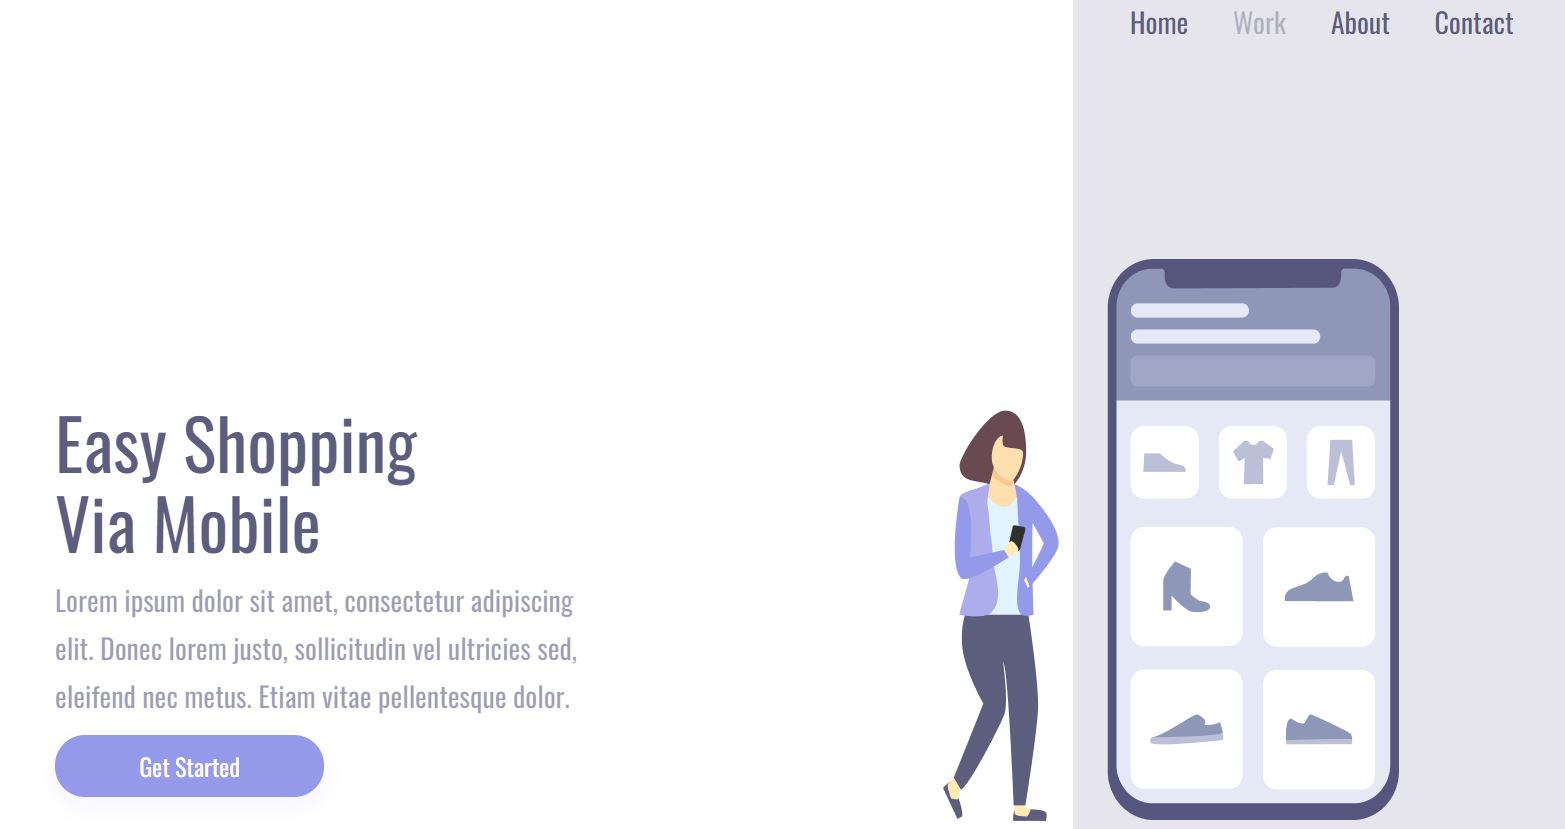 Home Work About Contact
Easy Shopping
Via Mobile
Lorem ipsum dolor sit amet, consectetur adipiscing
elit. Donec lorem justo, sollicitudin vel ultricies sed,
eleifend nec metus. Etiam vitae pellentesque dolor.
Get Started